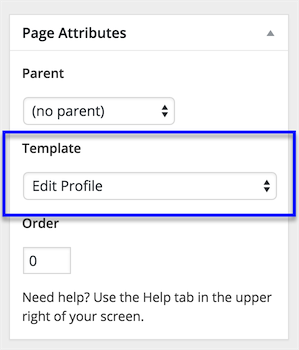 Page Attributes
Parent
(no parent)
Template
Edit Profile
Order
0
Need help? Use the Help tab in the upper
right of your screen.